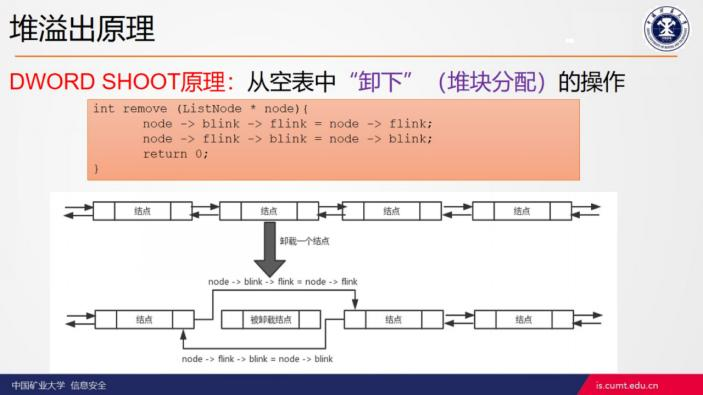 堆溢出原理
DWORD SHOOT原理：从空表中“卸下”（堆块分配）的操作
int remove (ListNode * node){
node -> blink -> flink = node -> flink;
node -> flink -> blink = node -> blink;
return 0;
}
结点 结点 结点 结点
卸载一个结点
node -> blink -> flink = node -> flink
结点 被卸载结点 结点 结点
node -> flink -> blink = node -> blink
中国矿业大学 信息安全 is.cumt.edu.cn